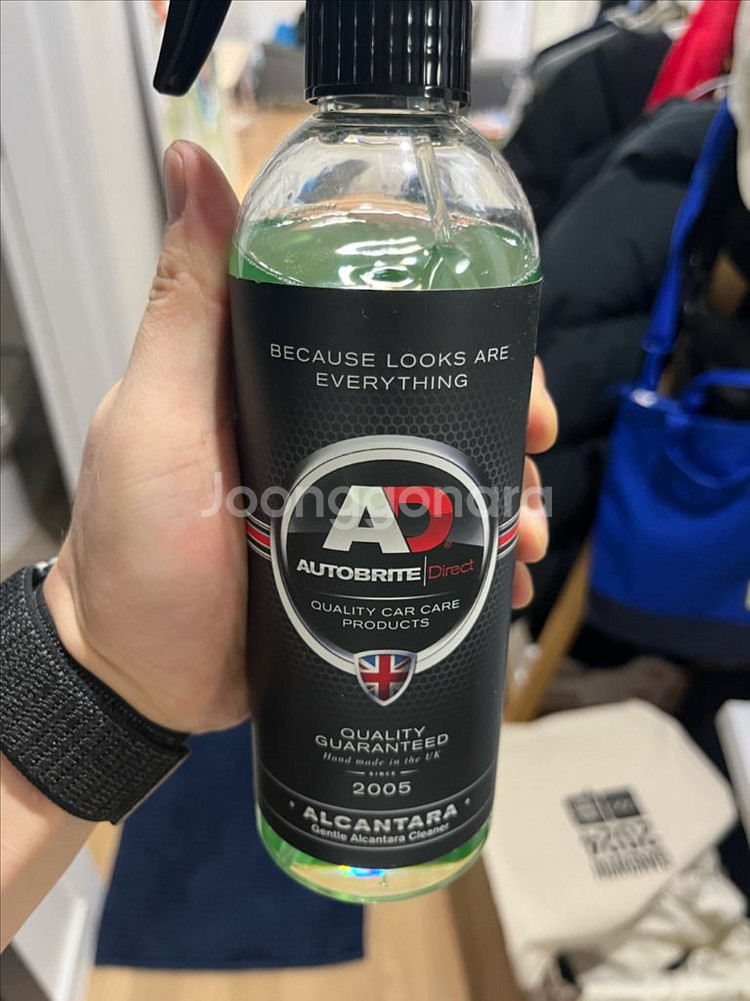 BECAUSE LOOKS ARE
EVERYTHING
Joonggonara
AD®
AUTOBRITE|Direct
QUALITY CAR CARE
PRODUCTS
QUALITY
GUARANTEED
Hand made in the UK
SINCE
2005
• ALCANTARA •
Gentle Alcantara Cleaner